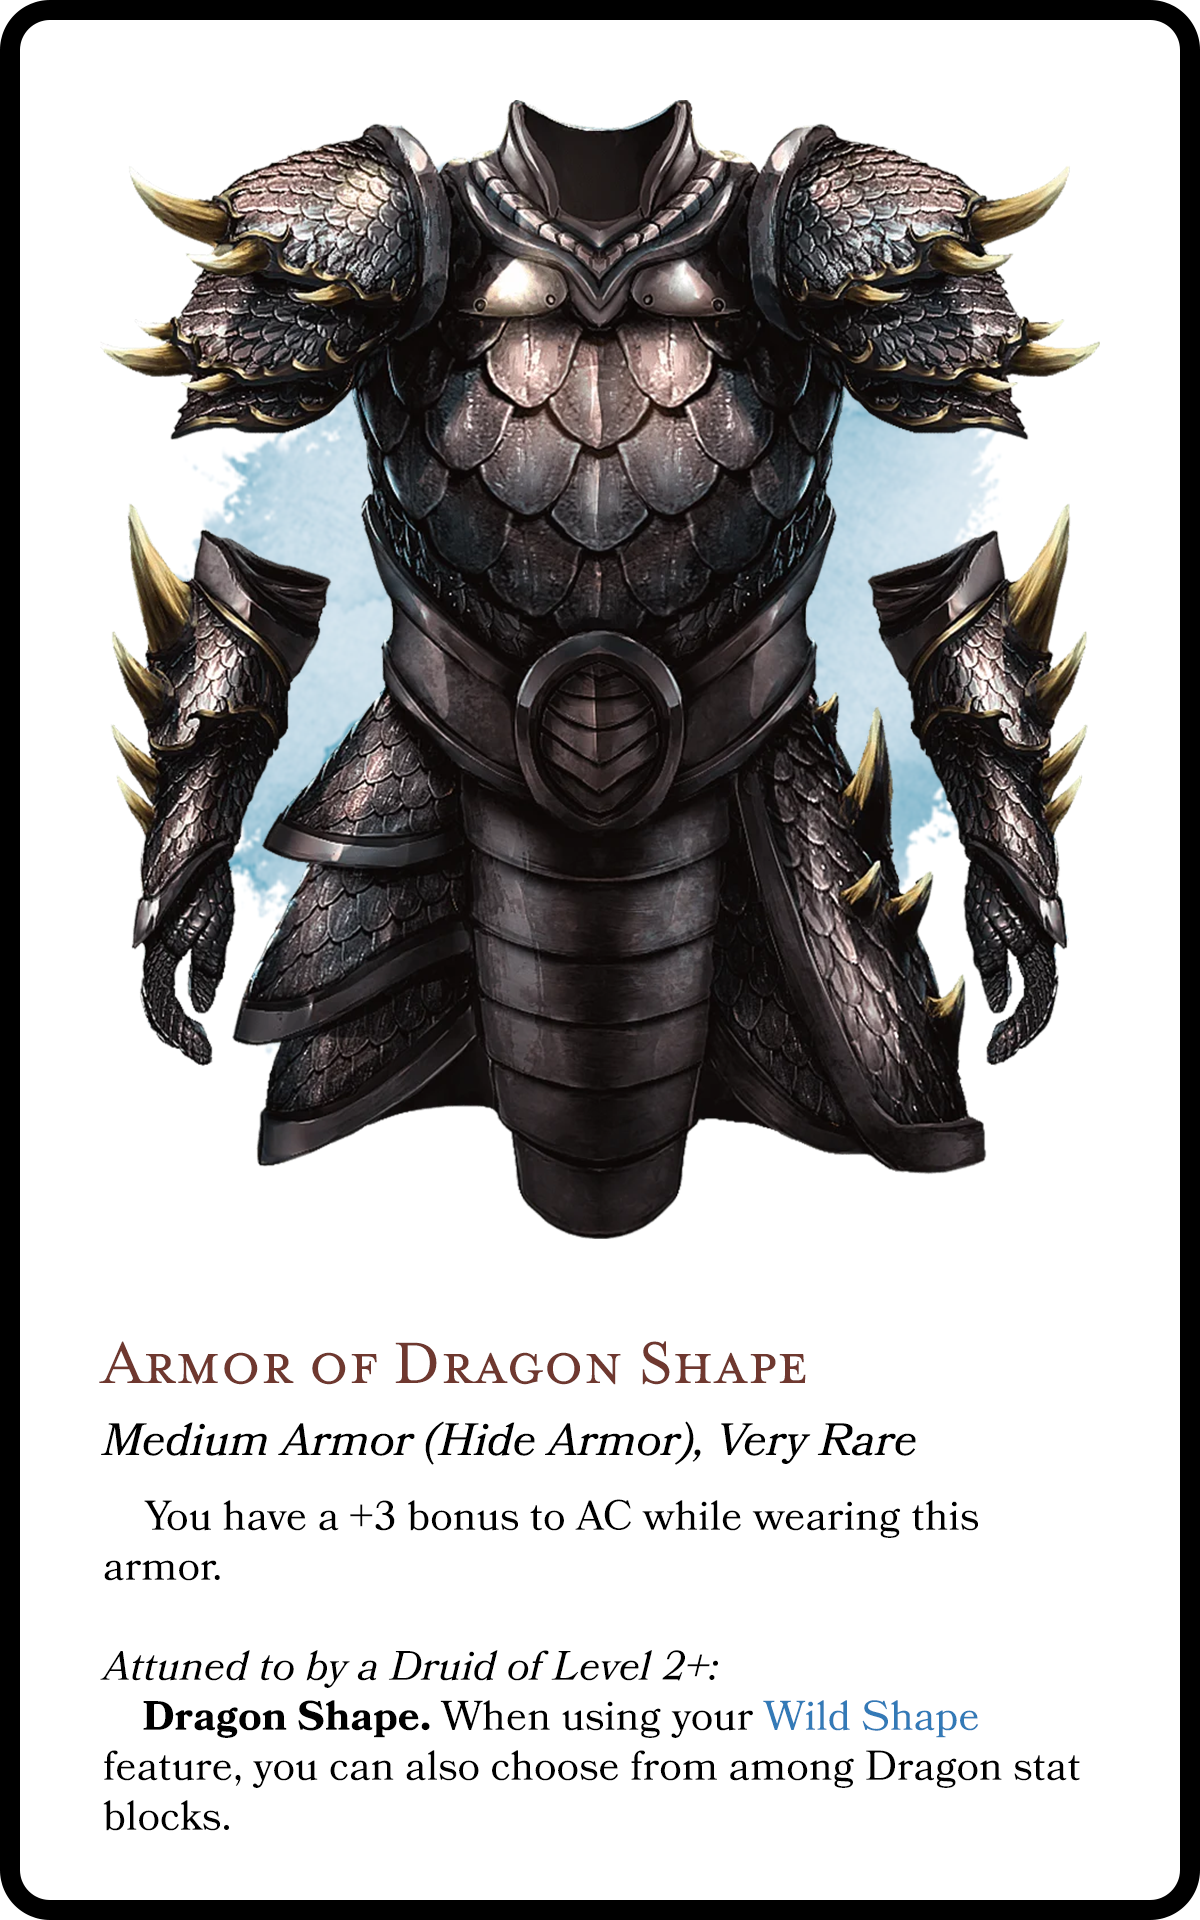 Armor of Dragon Shape
Medium Armor (Hide Armor), Very Rare
You have a +3 bonus to AC while wearing this
armor.
Attuned to by a Druid of Level 2+:
Dragon Shape. When using your Wild Shape
feature, you can also choose from among Dragon stat
blocks.